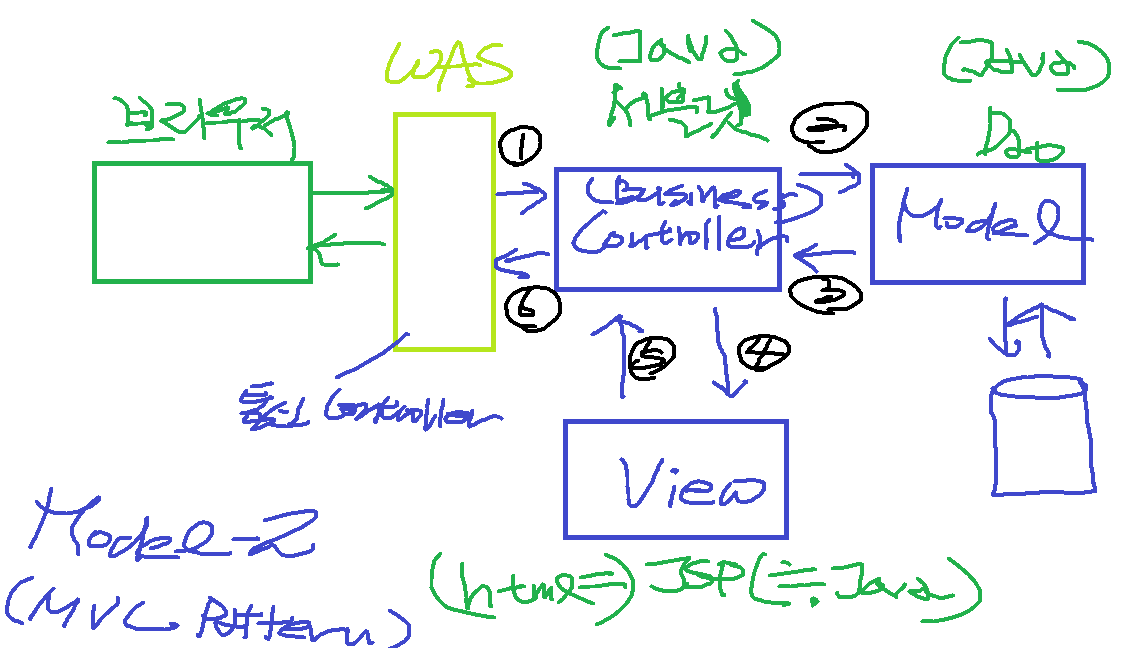 WAS
(Java)
서블릿
(Java)
Dao
브라우저
①
②
(Business)
Controller
Model
⑥
③
⑤
④
통신 Controller
View
Model-2
(MVC Pattern)
(html⇒) JSP(≒Java)